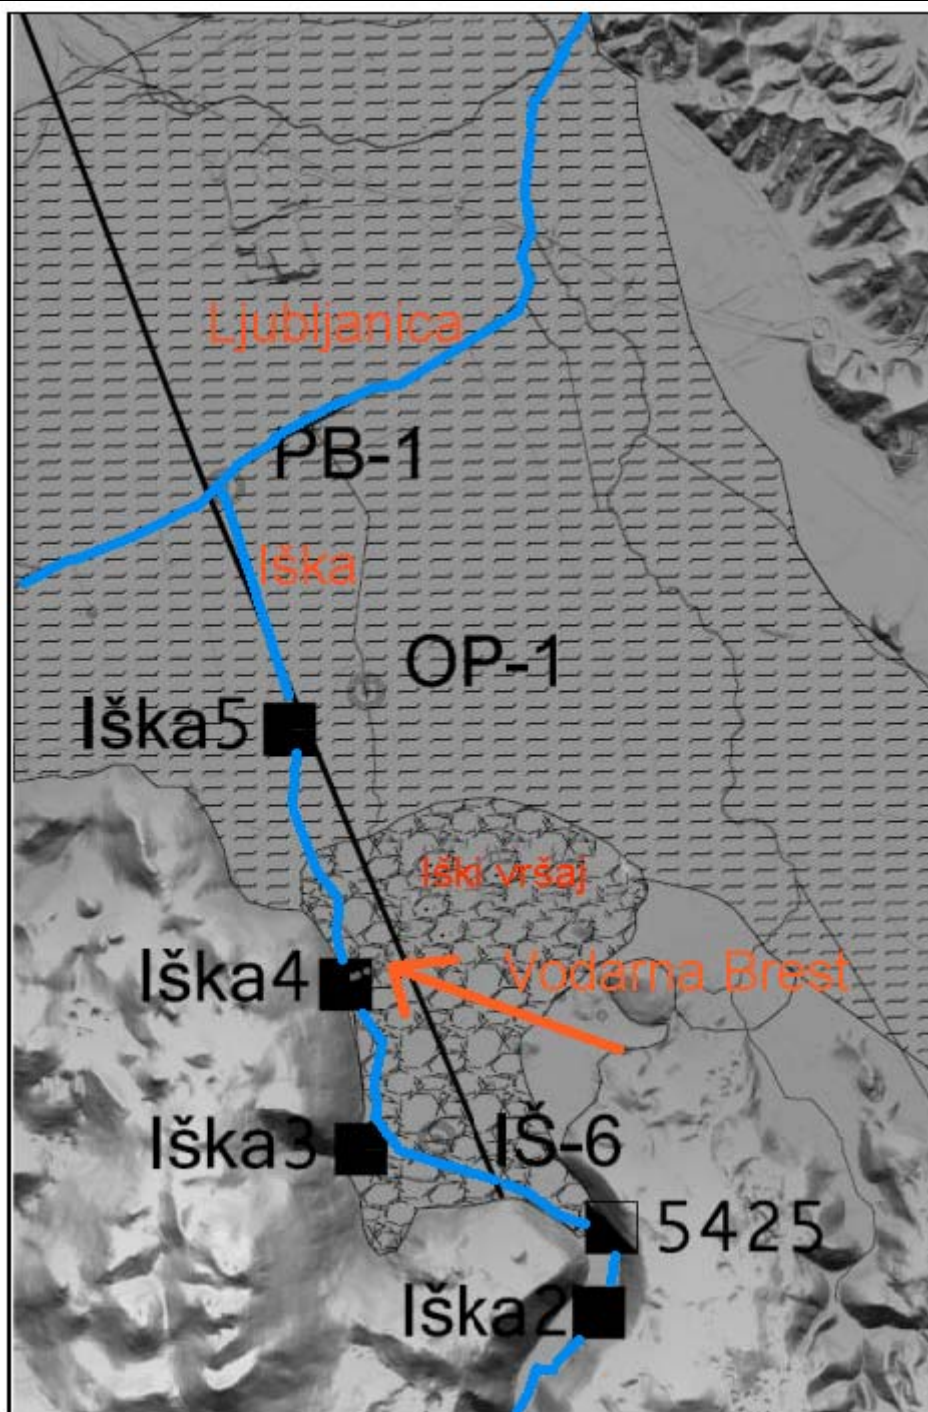 Ljubljanica
PB-1
Iška
OP-1
Iška5
Iški vršaj
Iška4
Vodarna Brest
Iška3
IŠ-6
5425
Iška2